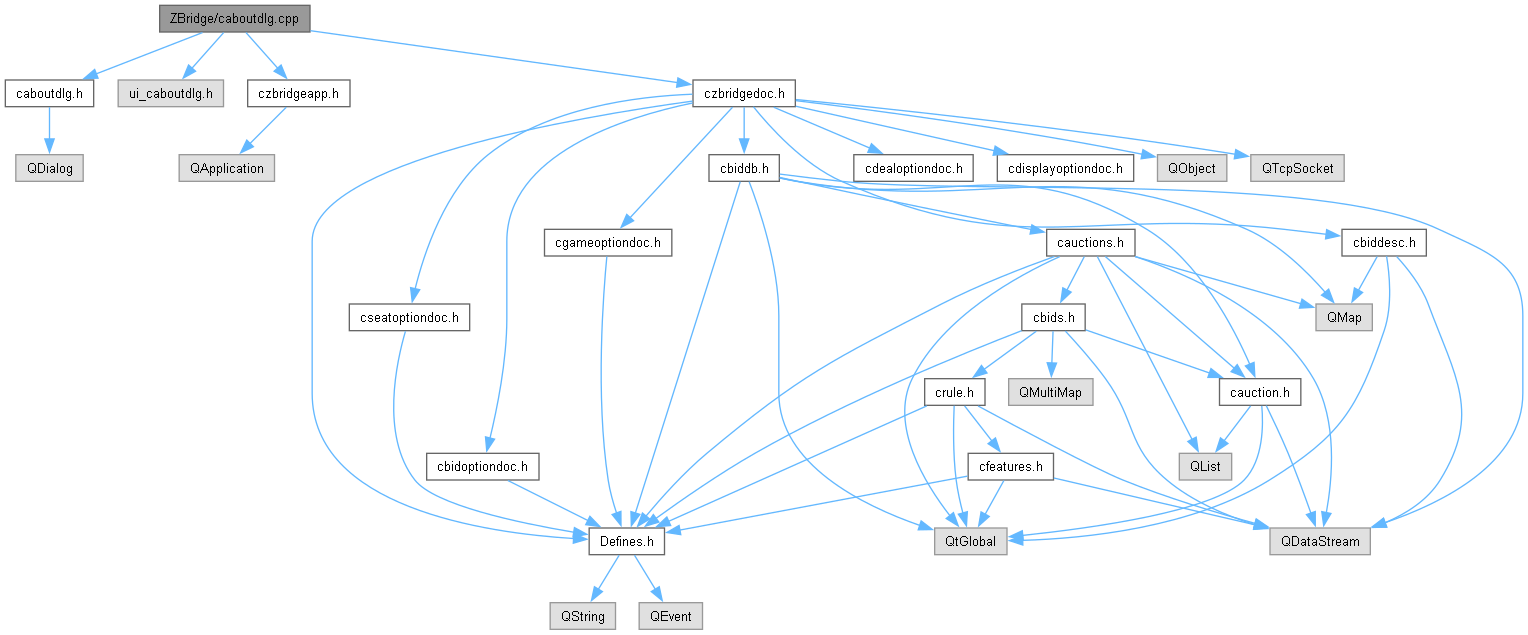 ZBridge/caboutdlg.cpp
caboutdlg.h
ui_caboutdlg.h
czbridgeapp.h
czbridgedoc.h
QDialog
QApplication
cbiddb.h
cdealoptiondoc.h
cdisplayoptiondoc.h
QObject
QTcpSocket
cgameoptiondoc.h
cauctions.h
cbiddesc.h
cseatoptiondoc.h
cbids.h
QMap
crule.h
QMultiMap
cauction.h
cbidoptiondoc.h
cfeatures.h
QList
Defines.h
QtGlobal
QDataStream
QString
QEvent